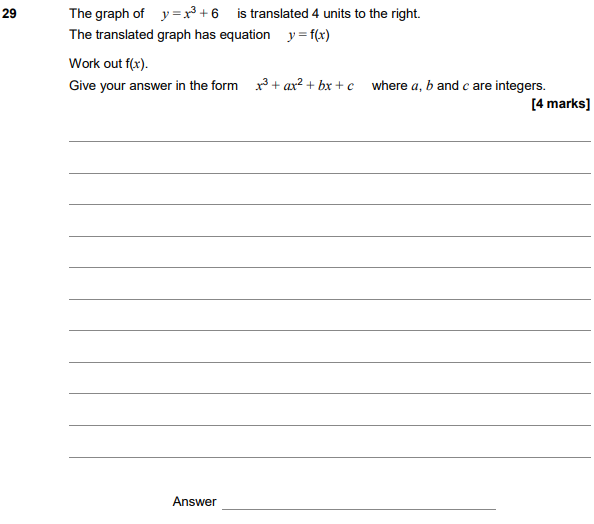 29 The graph of y = x³ + 6 is translated 4 units to the right.
The translated graph has equation y = f(x)
Work out f(x).
Give your answer in the form x³ + ax² + bx + c where a, b and c are integers.
[4 marks]
Answer